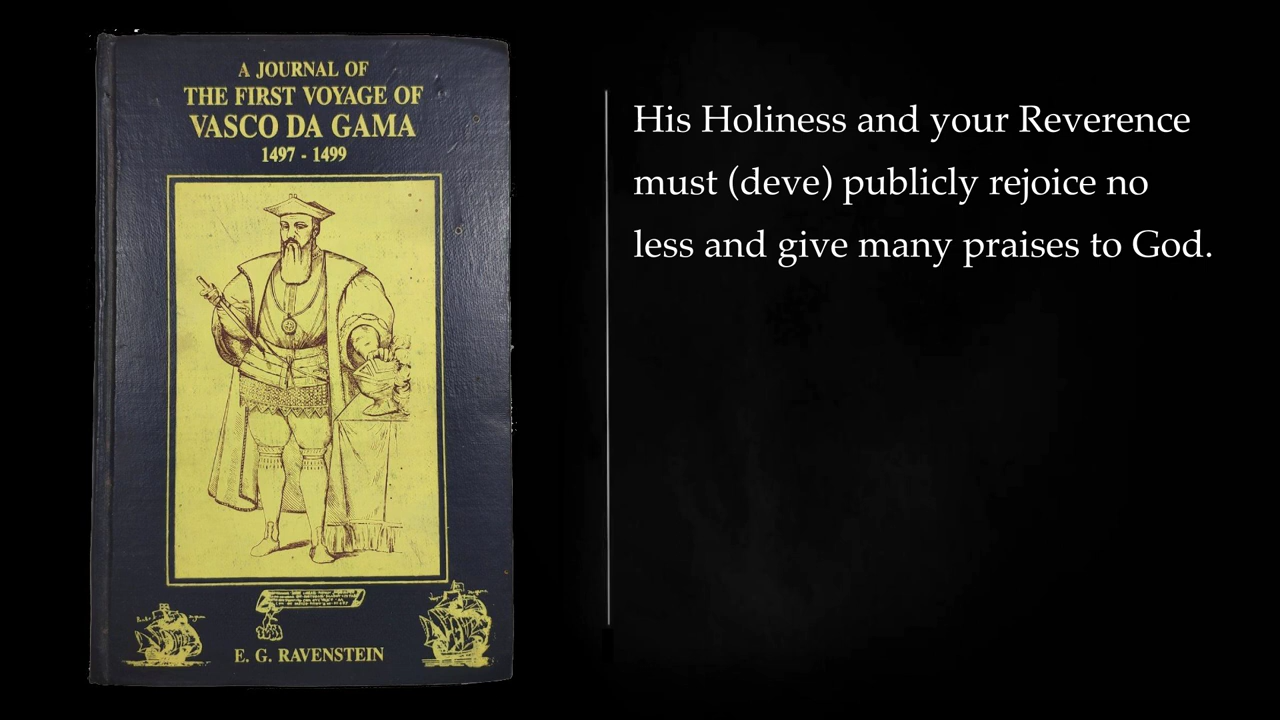 A JOURNAL OF
THE FIRST VOYAGE OF
VASCO DA GAMA
1497 - 1499
E. G. RAVENSTEIN
His Holiness and your Reverence
must (deve) publicly rejoice no
less and give many praises to God.